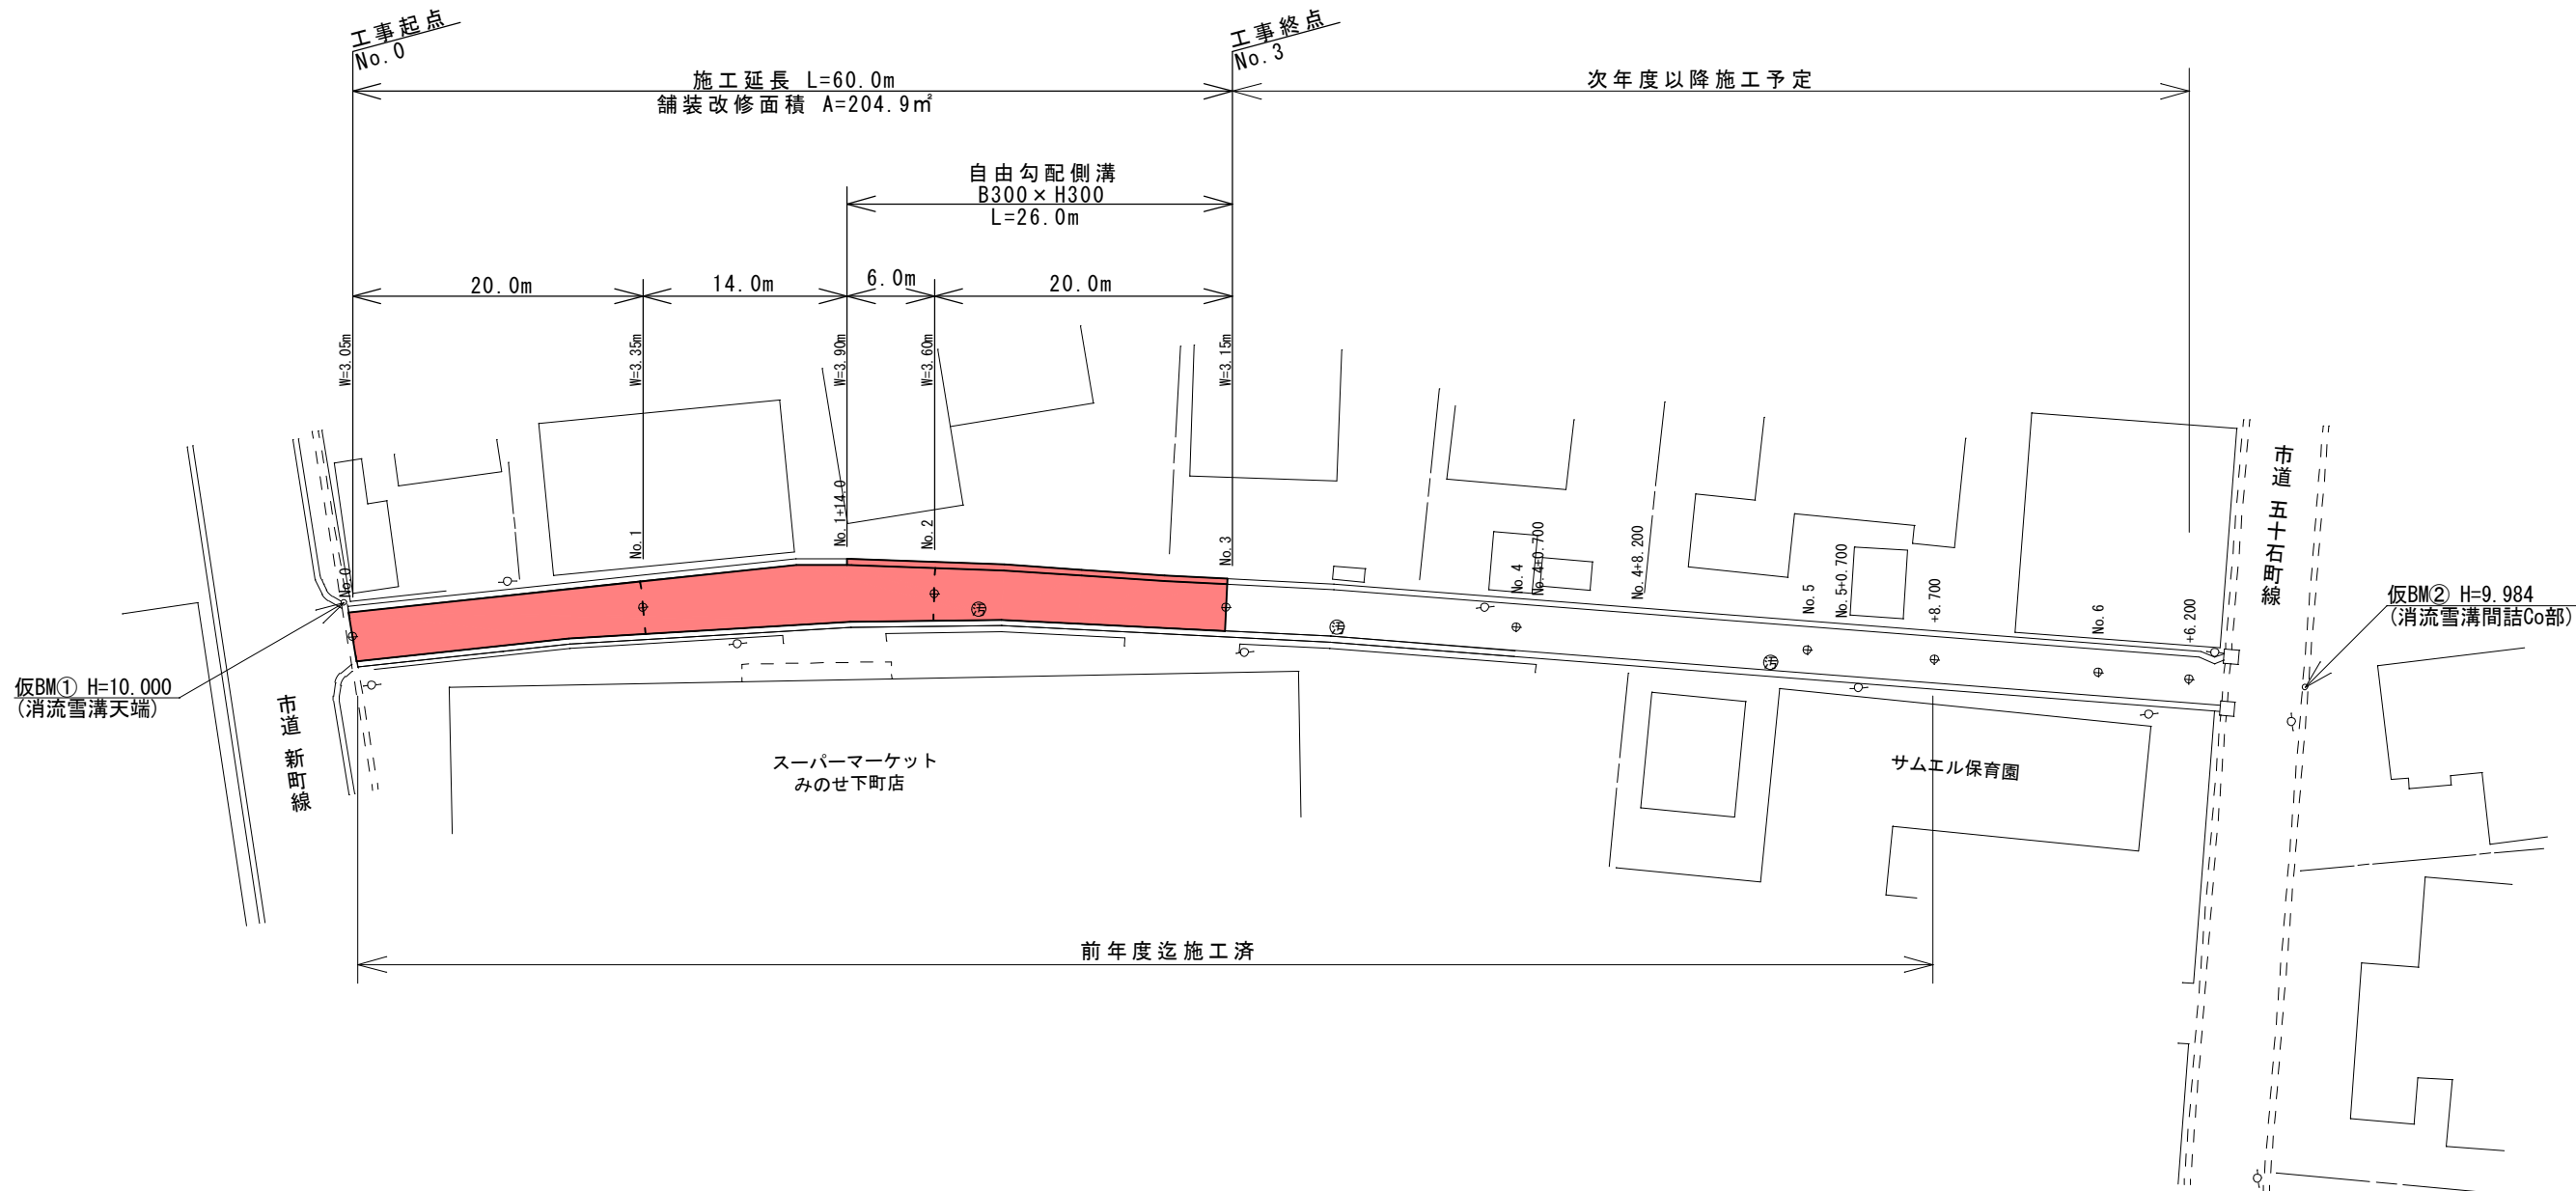 工事起点
No.0
工事終点
No.3
施工延長 L=60.0m
舗装改修面積 A=204.9㎡
次年度以降施工予定
自由勾配側溝
B300×H300
L=26.0m
20.0m
14.0m
6.0m
20.0m
W=3.05m
W=3.35m
W=3.90m
W=3.60m
W=3.15m
No.0
No.1
No.1+14.0
No.2
No.3
No.4
No.4+0.700
No.4+8.200
No.5
No.5+0.700
+8.700
No.6
+6.200
汚
汚
汚
市道 五十石町線
仮BM② H=9.984
(消流雪溝間詰Co部)
仮BM① H=10.000
(消流雪溝天端)
市道 新町線
スーパーマーケット
みのせ下町店
サムエル保育園
前年度迄施工済